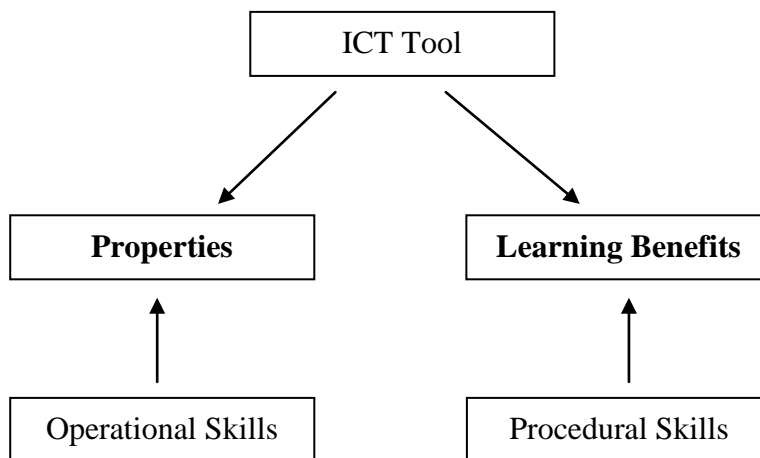 ICT Tool
Properties
Learning Benefits
Operational Skills
Procedural Skills